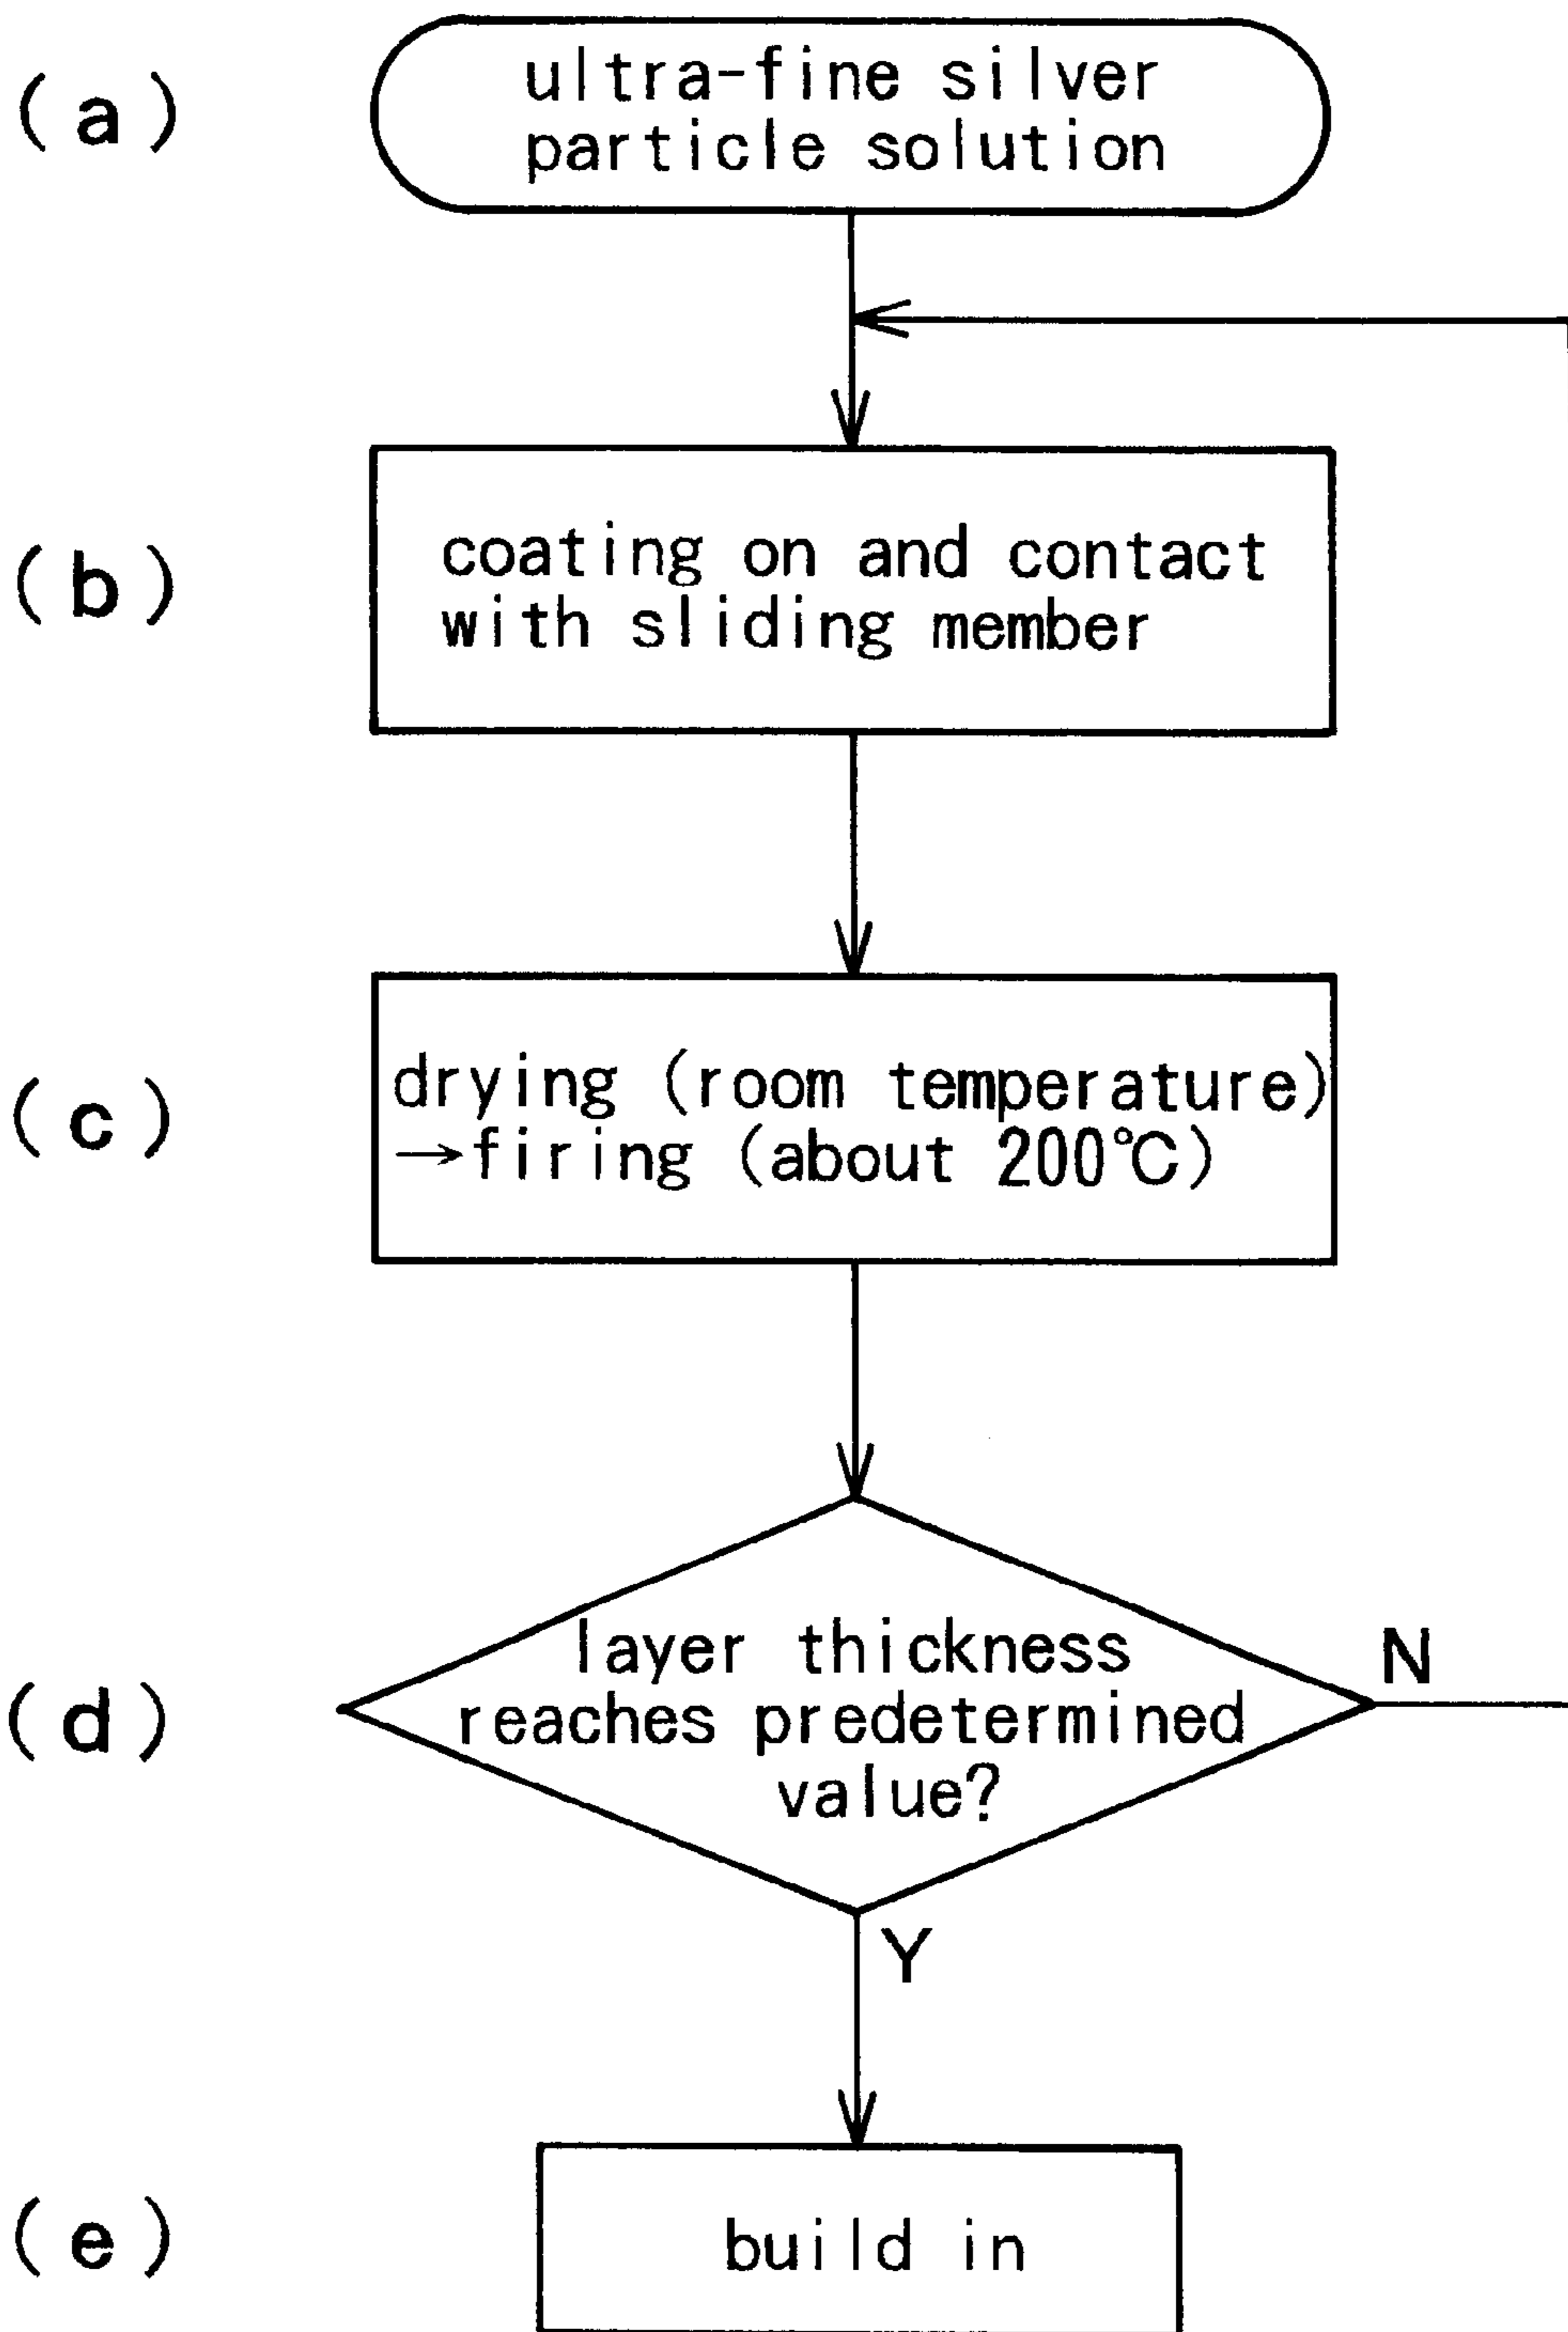 (a)
ultra-fine silver
particle solution
(b)
coating on and contact
with sliding member
(c)
drying (room temperature)
→firing (about 200℃)
(d)
layer thickness
reaches predetermined
value?
N
Y
(e)
build in